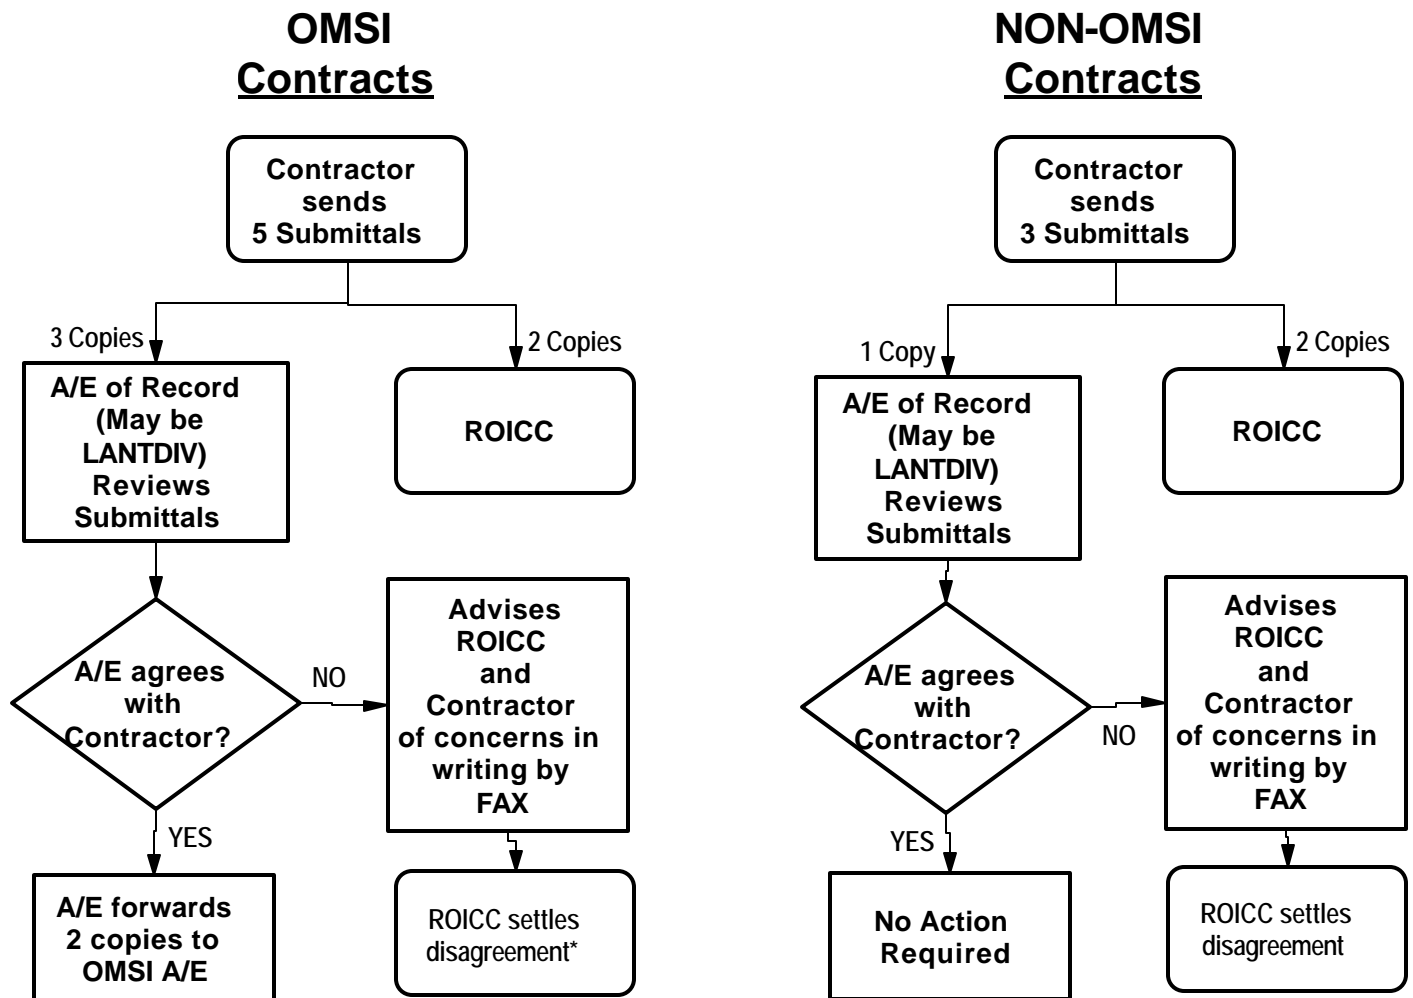 OMSI
Contracts
Contractor
sends
5 Submittals
3 Copies
2 Copies
A/E of Record
(May be
LANTDIV)
Reviews
Submittals
ROICC
A/E agrees
with
Contractor?
NO
Advises
ROICC
and
Contractor
of concerns in
writing by
FAX
YES
A/E forwards
2 copies to
OMSI A/E
ROICC settles
disagreement*
NON-OMSI
Contracts
Contractor
sends
3 Submittals
1 Copy
2 Copies
A/E of Record
(May be
LANTDIV)
Reviews
Submittals
ROICC
A/E agrees
with
Contractor?
NO
Advises
ROICC
and
Contractor
of concerns in
writing by
FAX
YES
No Action
Required
ROICC settles
disagreement